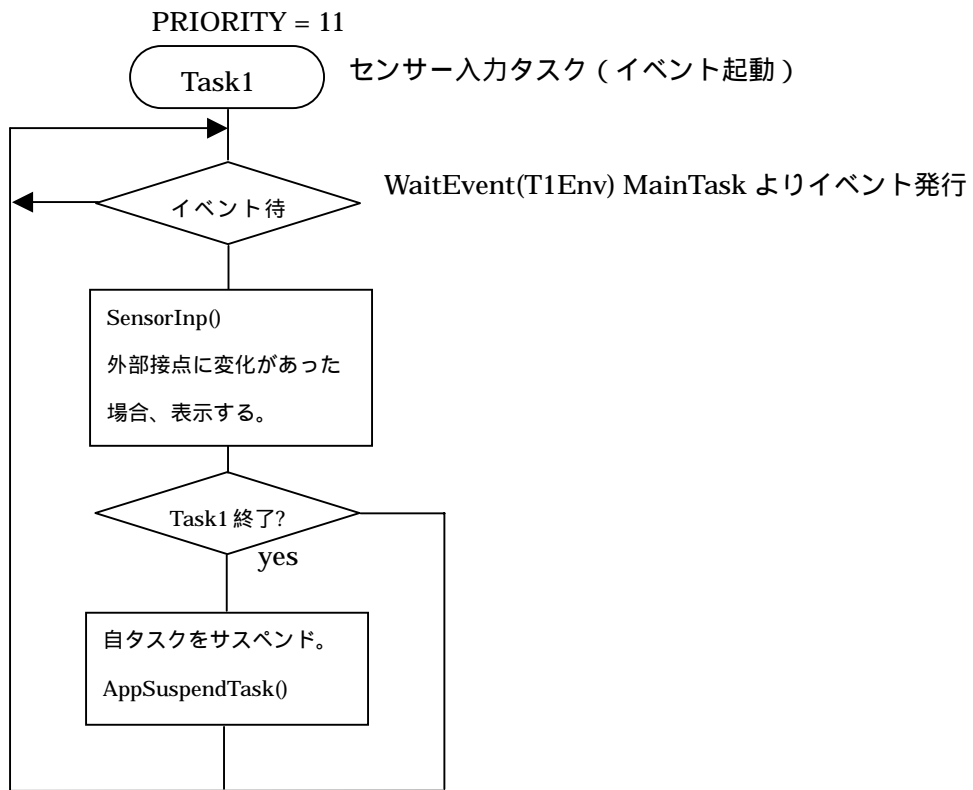 PRIORITY = 11
Task1
センサー入力タスク（イベント起動）
WaitEvent(T1Env) MainTask よりイベント発行
イベント待
SensorInp()
外部接点に変化があった
場合、表示する。
Task1 終了?
yes
自タスクをサスペンド。
AppSuspendTask()